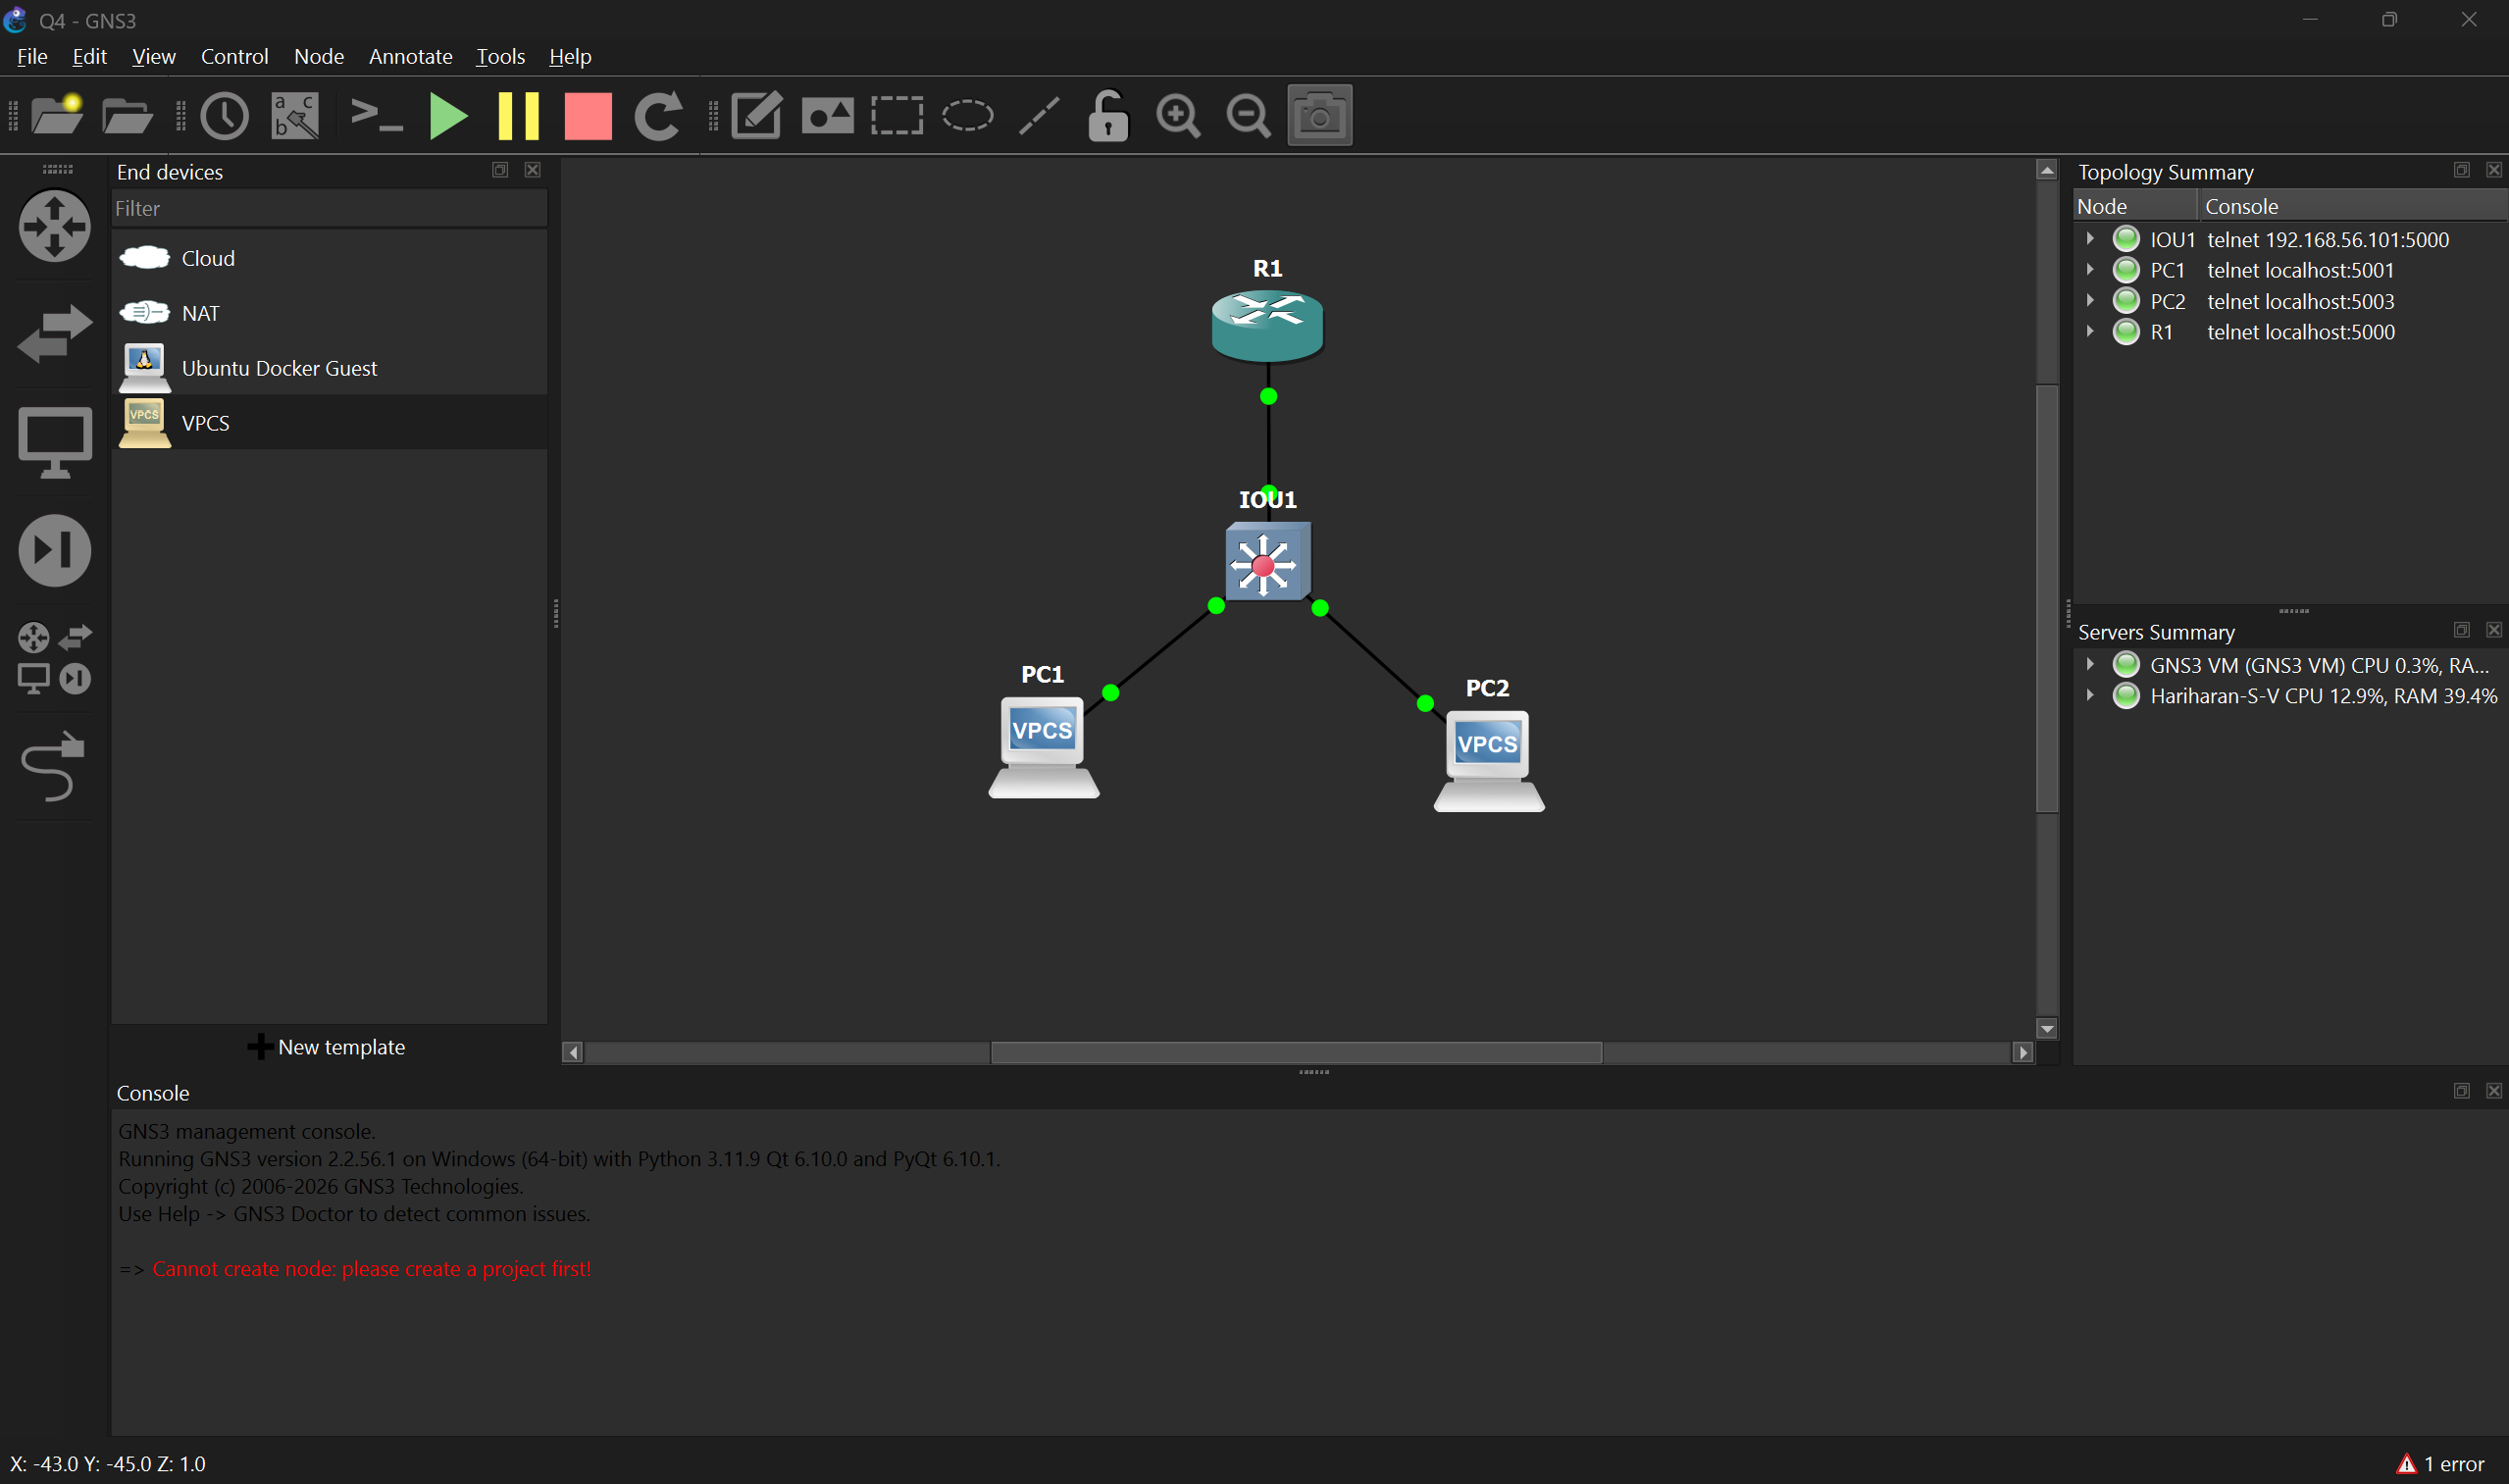 Q4 - GNS3
File Edit View Control Node Annotate Tools Help
a c
b
End devices
Filter
Cloud
NAT
Ubuntu Docker Guest
VPCS VPCS
New template
R1
IOU1
PC1
VPCS
PC2
VPCS
Topology Summary
Node Console
IOU1 telnet 192.168.56.101:5000
PC1 telnet localhost:5001
PC2 telnet localhost:5003
R1 telnet localhost:5000
Servers Summary
GNS3 VM (GNS3 VM) CPU 0.3%, RA...
Hariharan-S-V CPU 12.9%, RAM 39.4%
Console
GNS3 management console.
Running GNS3 version 2.2.56.1 on Windows (64-bit) with Python 3.11.9 Qt 6.10.0 and PyQt 6.10.1.
Copyright (c) 2006-2026 GNS3 Technologies.
Use Help -> GNS3 Doctor to detect common issues.
=> Cannot create node: please create a project first!
X: -43.0 Y: -45.0 Z: 1.0
1 error